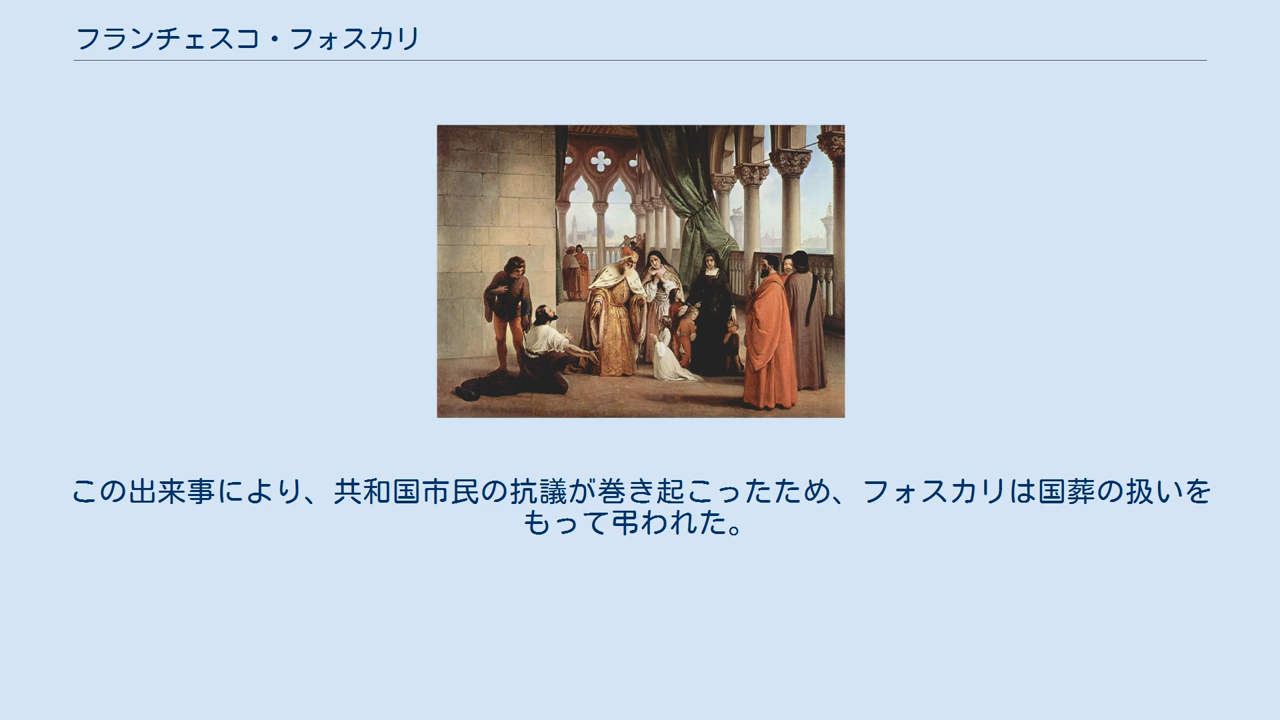 フランチェスコ・フォスカリ
この出来事により、共和国市民の抗議が巻き起こったため、フォスカリは国葬の扱いを
もって弔われた。